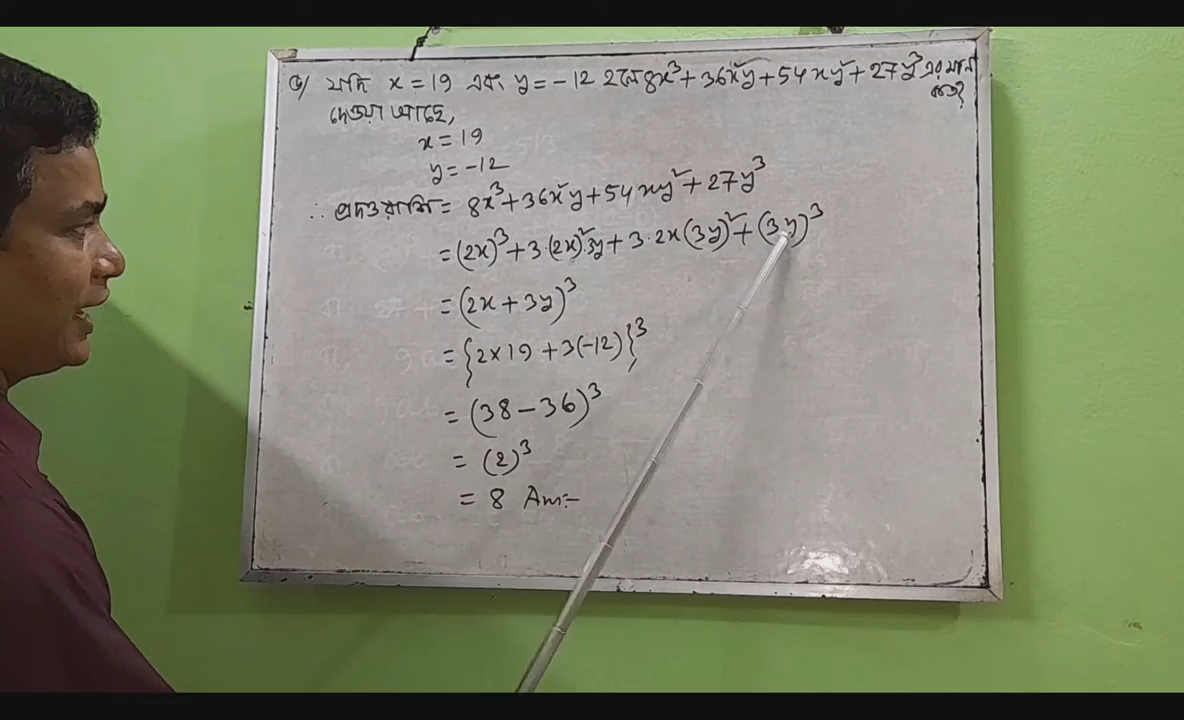 Q/ যদি x = 19 এবং y = -12 হলে 8x³ + 36x²y + 54xy² + 27y³ এর মান
কত?
দেওয়া আছে,
x = 19
y = -12
∴ প্রদত্তরাশি = 8x³ + 36x²y + 54xy² + 27y³
= (2x)³ + 3·(2x)²·3y + 3·2x(3y)² + (3y)³
= (2x + 3y)³
= {2×19 + 3(-12)}³
= (38 - 36)³
= (2)³
= 8 Ans:-